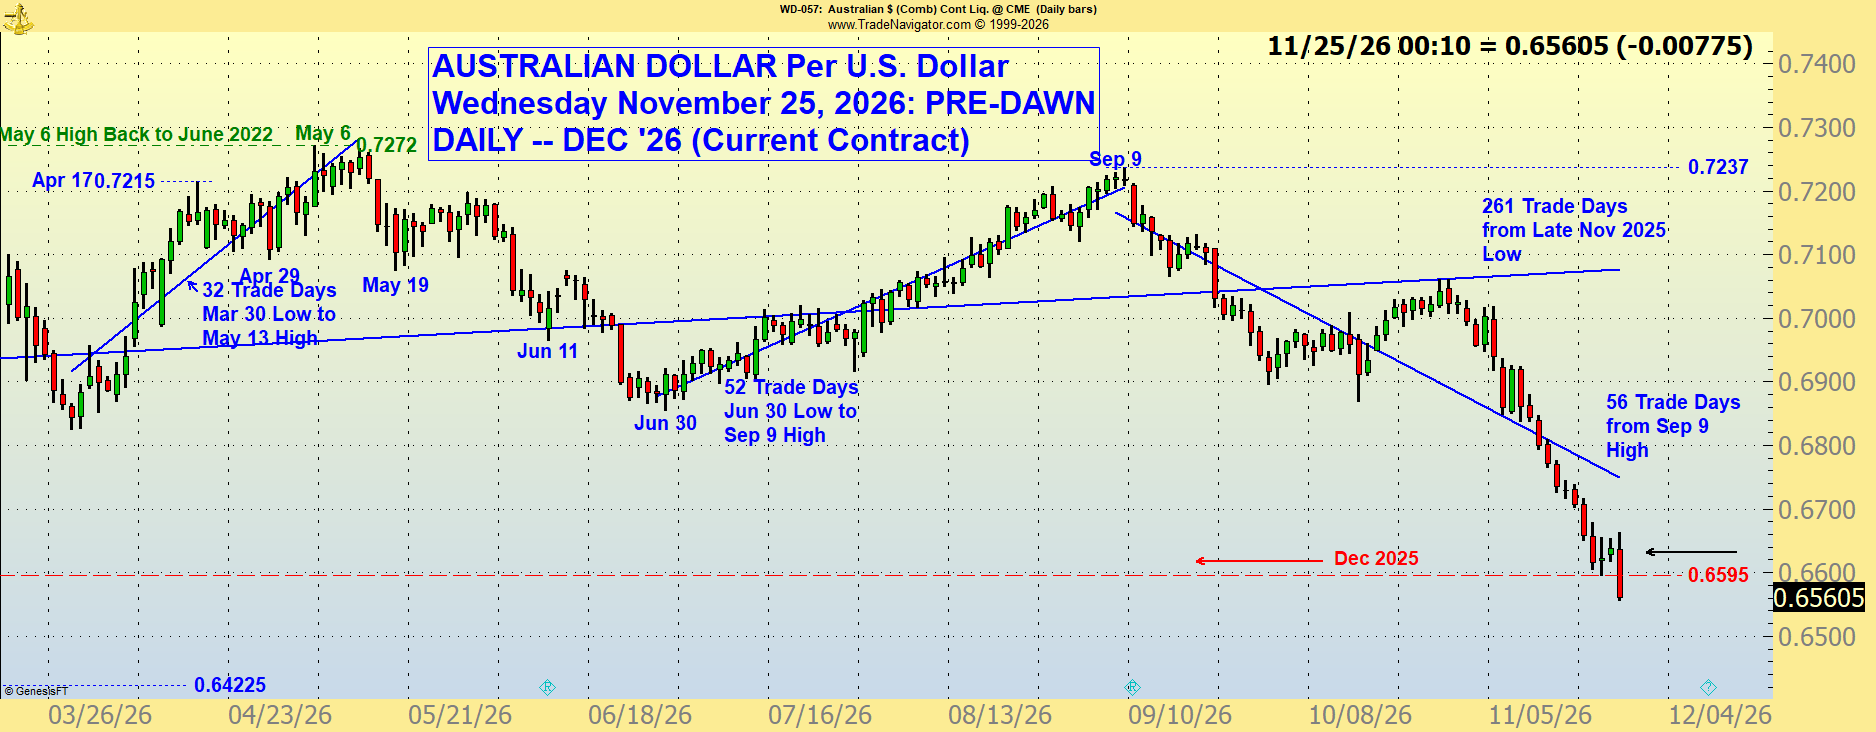 WD-057: Australian $ (Comb) Cont Liq. @ CME (Daily bars)
www.TradeNavigator.com © 1999-2026
11/25/26 00:10 = 0.65605 (-0.00775)
AUSTRALIAN DOLLAR Per U.S. Dollar
Wednesday November 25, 2026: PRE-DAWN
DAILY -- DEC '26 (Current Contract)
May 6 High Back to June 2022
May 6
0.7272
Apr 17
0.7215
Sep 9
0.7237
261 Trade Days
from Late Nov 2025
Low
Apr 29
32 Trade Days
Mar 30 Low to
May 13 High
May 19
Jun 11
Jun 30
52 Trade Days
Jun 30 Low to
Sep 9 High
56 Trade Days
from Sep 9
High
Dec 2025
0.6595
0.64225
© GenesisFT
R
R
?
0.7400
0.7300
0.7200
0.7100
0.7000
0.6900
0.6800
0.6700
0.6600
0.65605
0.6500
03/26/26
04/23/26
05/21/26
06/18/26
07/16/26
08/13/26
09/10/26
10/08/26
11/05/26
12/04/26